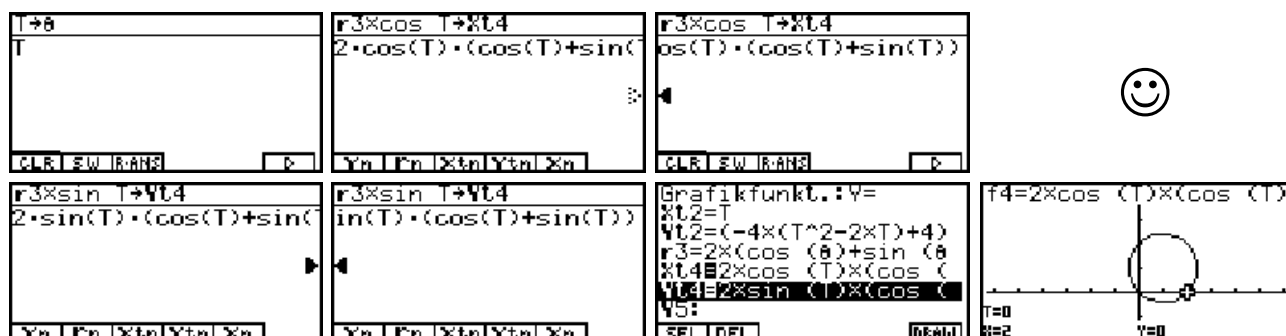 T→θ
T
CLR SW R·ANS ▷
r3×cos T→Xt4
2·cos(T)·(cos(T)+sin(T
Yn rn Xtn Ytn Xn
r3×cos T→Xt4
os(T)·(cos(T)+sin(T))
CLR SW R·ANS ▷
r3×sin T→Yt4
2·sin(T)·(cos(T)+sin(T
Yn rn Xtn Ytn Xn
r3×sin T→Yt4
in(T)·(cos(T)+sin(T))
Yn rn Xtn Ytn Xn
Grafikfunkt.:Y=
Xt2=T
Yt2=(-4×(T^2-2×T)+4)
r3=2×(cos (θ)+sin (θ
Xt4=2×cos (T)×(cos (
Yt4=2×sin (T)×(cos (
Y5:
SEL DEL DRAW
f4=2×cos (T)×(cos (T)
T=0
X=2 Y=0